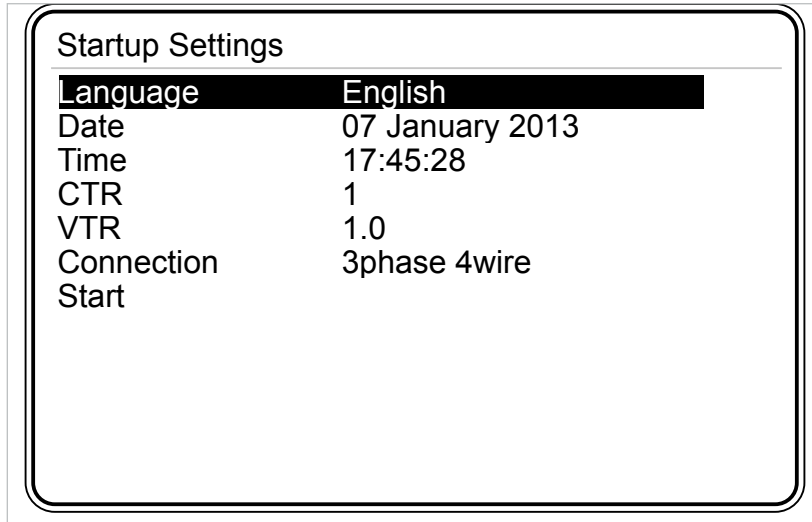 Startup Settings
Language English
Date 07 January 2013
Time 17:45:28
CTR 1
VTR 1.0
Connection 3phase 4wire
Start